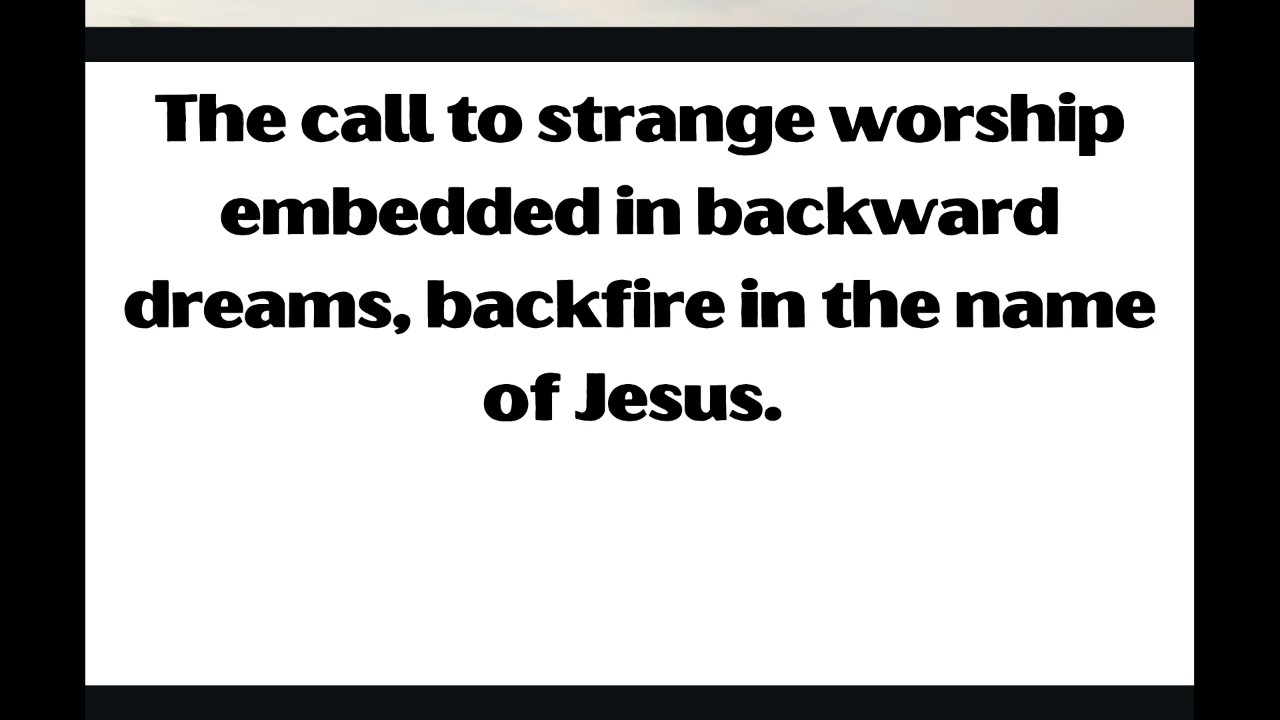 The call to strange worship
embedded in backward
dreams, backfire in the name
of Jesus.